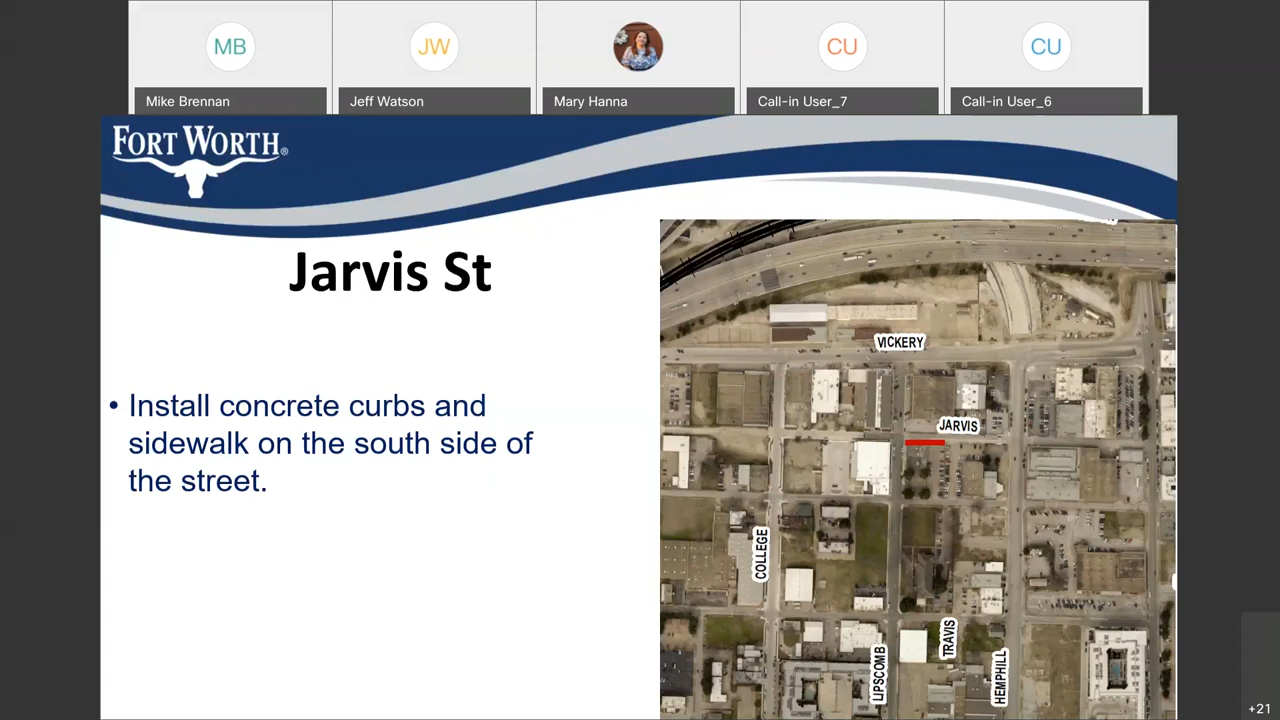 MB
JW
CU
CU
Mike Brennan
Jeff Watson
Mary Hanna
Call-in User_7
Call-in User_6
FORT WORTH®
Jarvis St
• Install concrete curbs and
sidewalk on the south side of
the street.
VICKERY
JARVIS
COLLEGE
LIPSCOMB
TRAVIS
HEMPHILL
+21